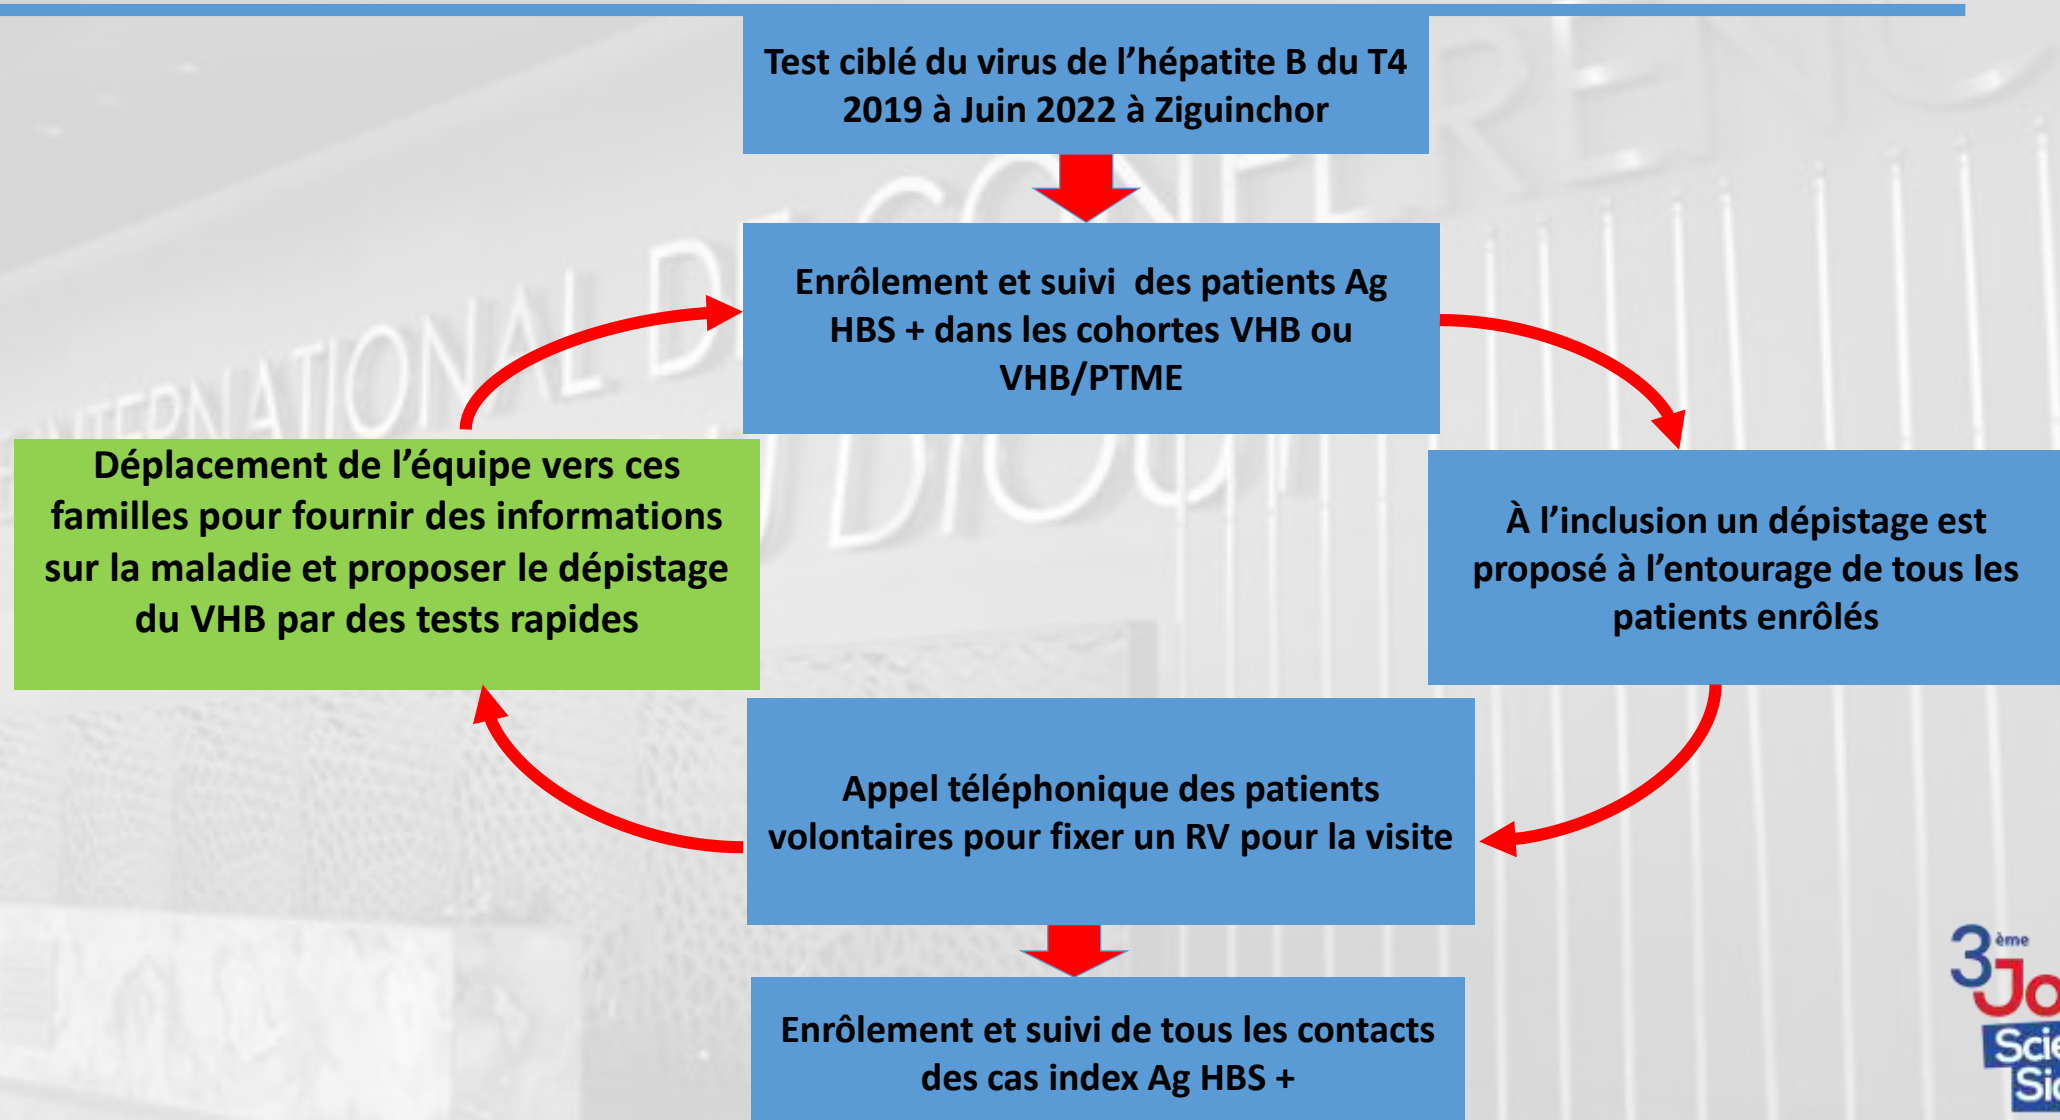 Test ciblé du virus de l’hépatite B du T4
2019 à Juin 2022 à Ziguinchor
Enrôlement et suivi des patients Ag
HBS + dans les cohortes VHB ou
VHB/PTME
À l’inclusion un dépistage est
proposé à l’entourage de tous les
patients enrôlés
Appel téléphonique des patients
volontaires pour fixer un RV pour la visite
Déplacement de l’équipe vers ces
familles pour fournir des informations
sur la maladie et proposer le dépistage
du VHB par des tests rapides
Enrôlement et suivi de tous les contacts
des cas index Ag HBS +
INTERNATIONAL DE CONFERENC
3ème